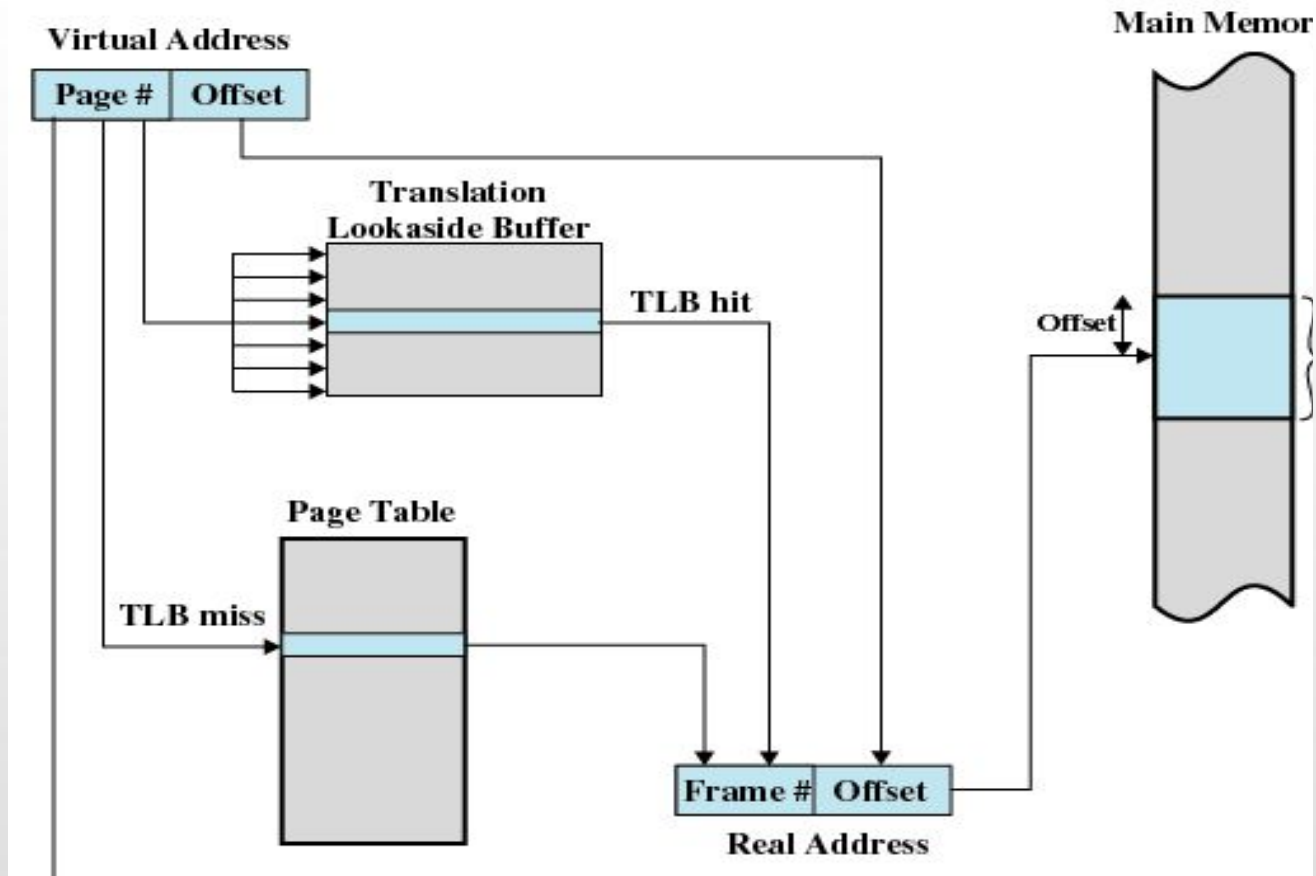 Main Memor
Virtual Address
Page # Offset
Translation
Lookaside Buffer
TLB hit
Offset
Page Table
TLB miss
Frame # Offset
Real Address